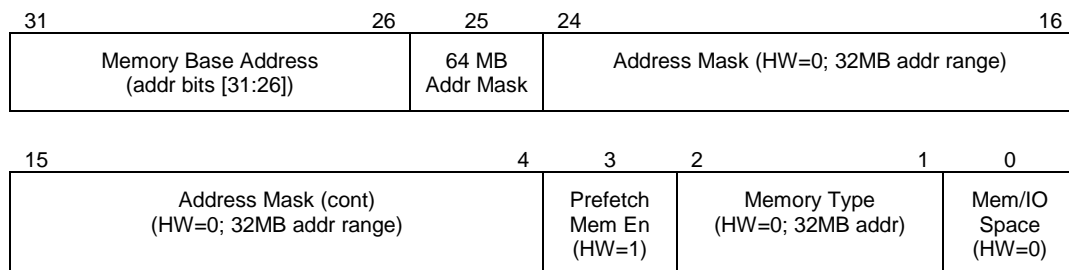 31 26 25 24 16
Memory Base Address
(addr bits [31:26])
64 MB
Addr Mask
Address Mask (HW=0; 32MB addr range)
15 4 3 2 1 0
Address Mask (cont)
(HW=0; 32MB addr range)
Prefetch
Mem En
(HW=1)
Memory Type
(HW=0; 32MB addr)
Mem/IO
Space
(HW=0)